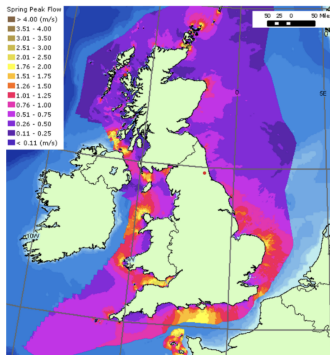 Spring Peak Flow
> 4.00 (m/s)
3.51 - 4.00
3.01 - 3.50
2.51 - 3.00
2.01 - 2.50
1.76 - 2.00
1.51 - 1.75
1.26 - 1.50
1.01 - 1.25
0.76 - 1.00
0.51 - 0.75
0.26 - 0.50
0.11 - 0.25
< 0.11 (m/s)
50 25 0 50 Miles
0
5E
10W